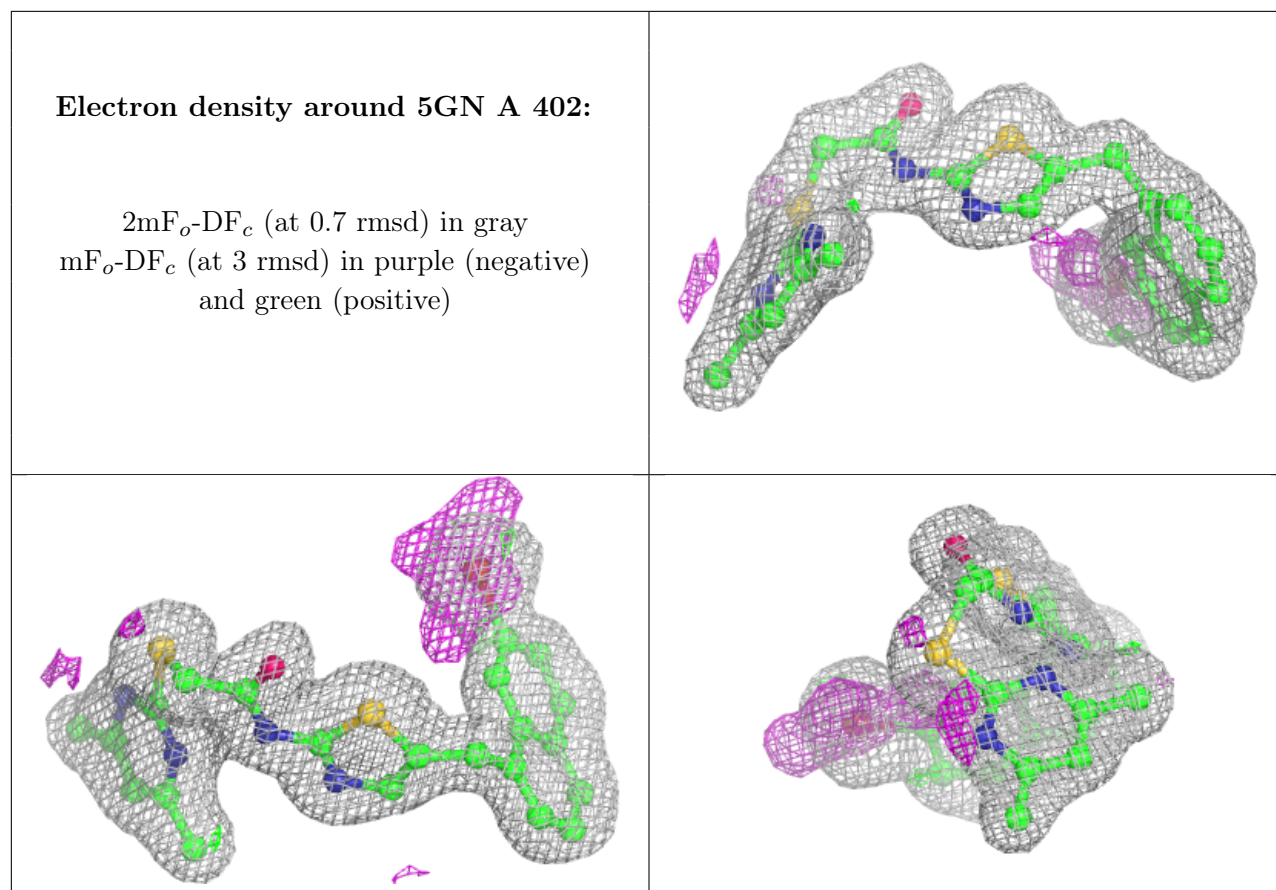 Electron density around 5GN A 402:
2mFₒ-DF𝒸 (at 0.7 rmsd) in gray
mFₒ-DF𝒸 (at 3 rmsd) in purple (negative)
and green (positive)